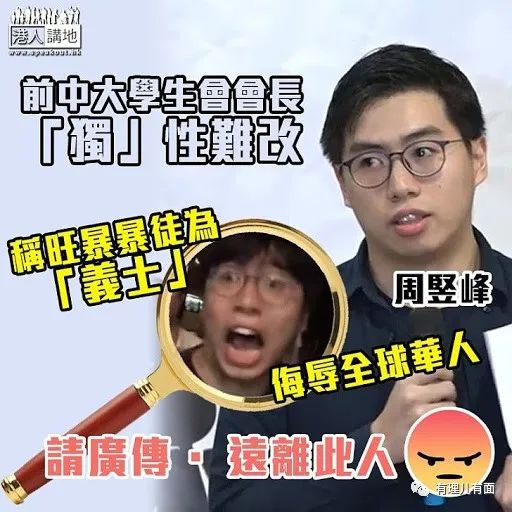 港人講地
www.speakout.hk
前中大學生會會長
「獨」性難改
稱旺暴暴徒為
「義士」
周竪峰
侮辱全球華人
請廣傳·遠離此人
有理儿有面